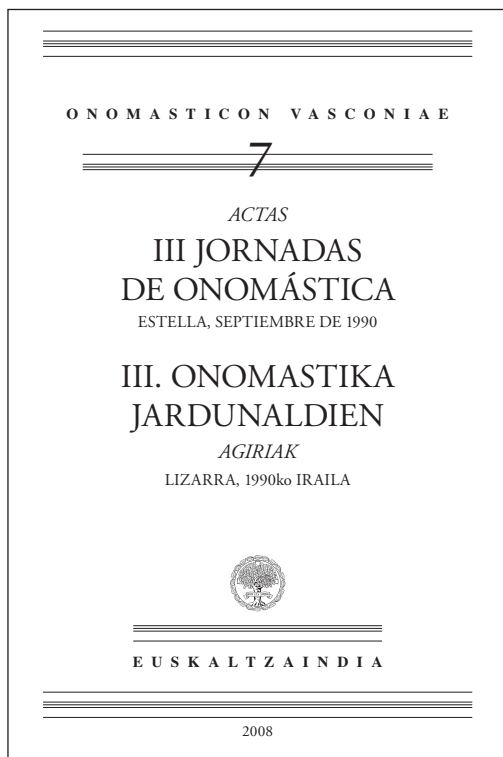 ONOMASTICON VASCONIAE
7
ACTAS
III JORNADAS
DE ONOMÁSTICA
ESTELLA, SEPTIEMBRE DE 1990
III. ONOMASTIKA
JARDUNALDIEN
AGIRIAK
LIZARRA, 1990ko IRAILA
EUSKALTZAINDIA
2008